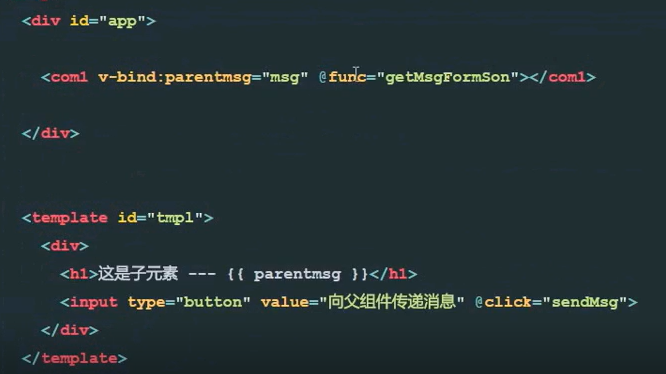 <div id="app">
<com1 v-bind:parentmsg="msg" @func="getMsgFormSon"></com1>
</div>
<template id="tmpl">
<div>
<h1>这是子元素 --- {{ parentmsg }}</h1>
<input type="button" value="向父组件传递消息" @click="sendMsg">
</div>
</template>